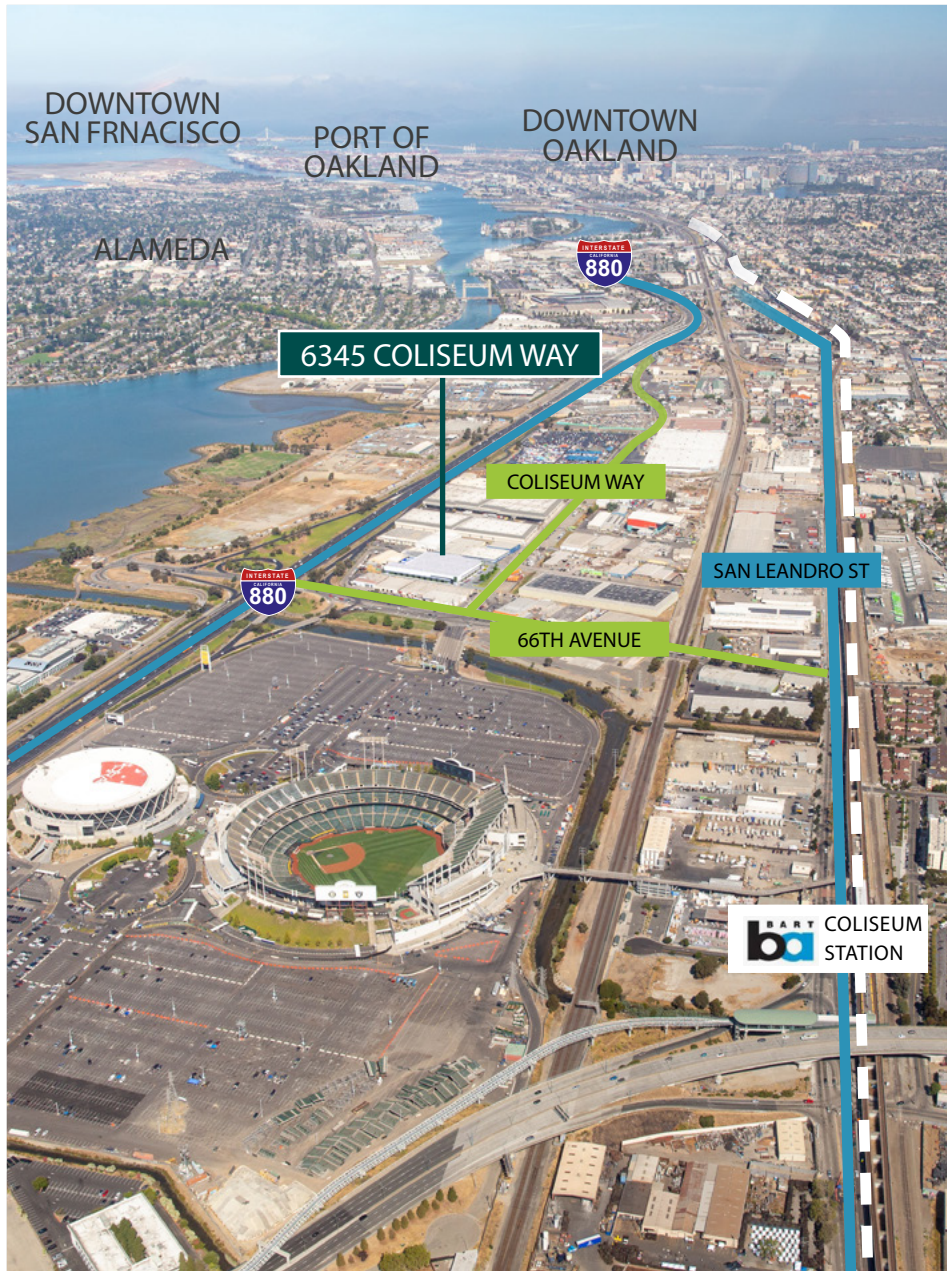 DOWNTOWN
SAN FRNACISCO
PORT OF
OAKLAND
DOWNTOWN
OAKLAND
ALAMEDA
INTERSTATE
CALIFORNIA
880
6345 COLISEUM WAY
COLISEUM WAY
SAN LEANDRO ST
INTERSTATE
CALIFORNIA
880
66TH AVENUE
BART
ba
COLISEUM
STATION